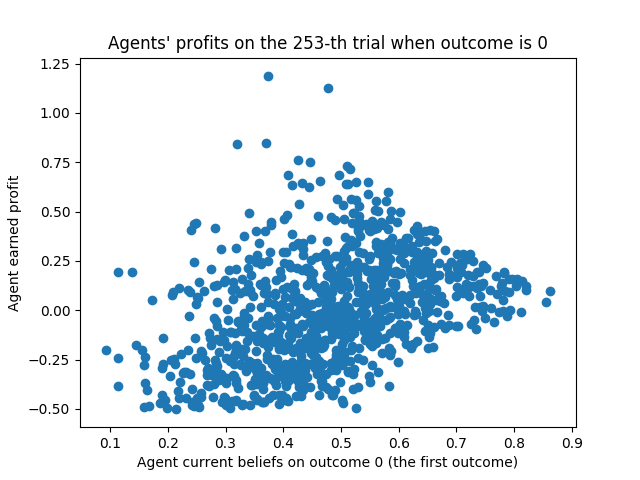 Agents' profits on the 253-th trial when outcome is 0
1.25
1.00
0.75
0.50
0.25
0.00
−0.25
−0.50
Agent earned profit
0.1 0.2 0.3 0.4 0.5 0.6 0.7 0.8 0.9
Agent current beliefs on outcome 0 (the first outcome)